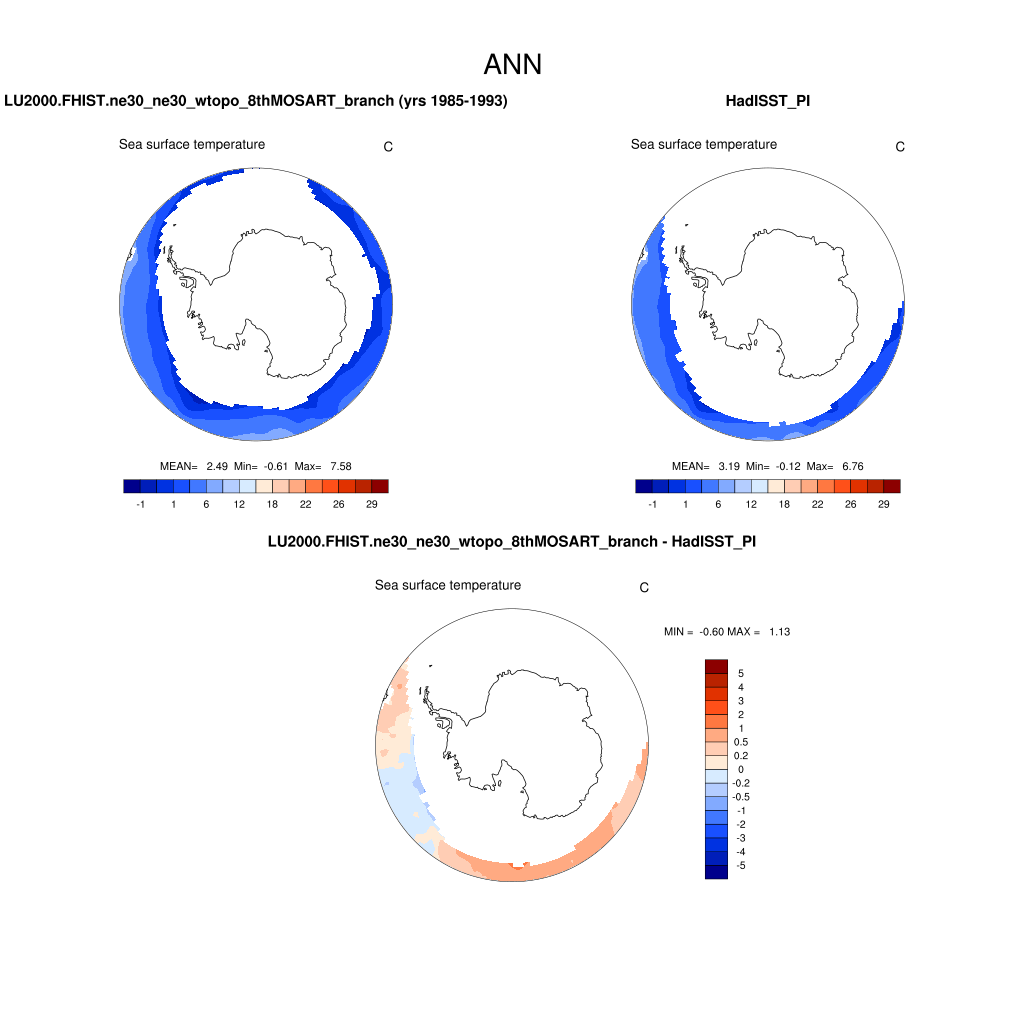 ANN
LU2000.FHIST.ne30_ne30_wtopo_8thMOSART_branch (yrs 1985-1993)
Sea surface temperature C
MEAN= 2.49 Min= -0.61 Max= 7.58
-1 1 6 12 18 22 26 29
HadISST_PI
Sea surface temperature C
MEAN= 3.19 Min= -0.12 Max= 6.76
-1 1 6 12 18 22 26 29
LU2000.FHIST.ne30_ne30_wtopo_8thMOSART_branch - HadISST_PI
Sea surface temperature C
MIN = -0.60 MAX = 1.13
5
4
3
2
1
0.5
0.2
0
-0.2
-0.5
-1
-2
-3
-4
-5